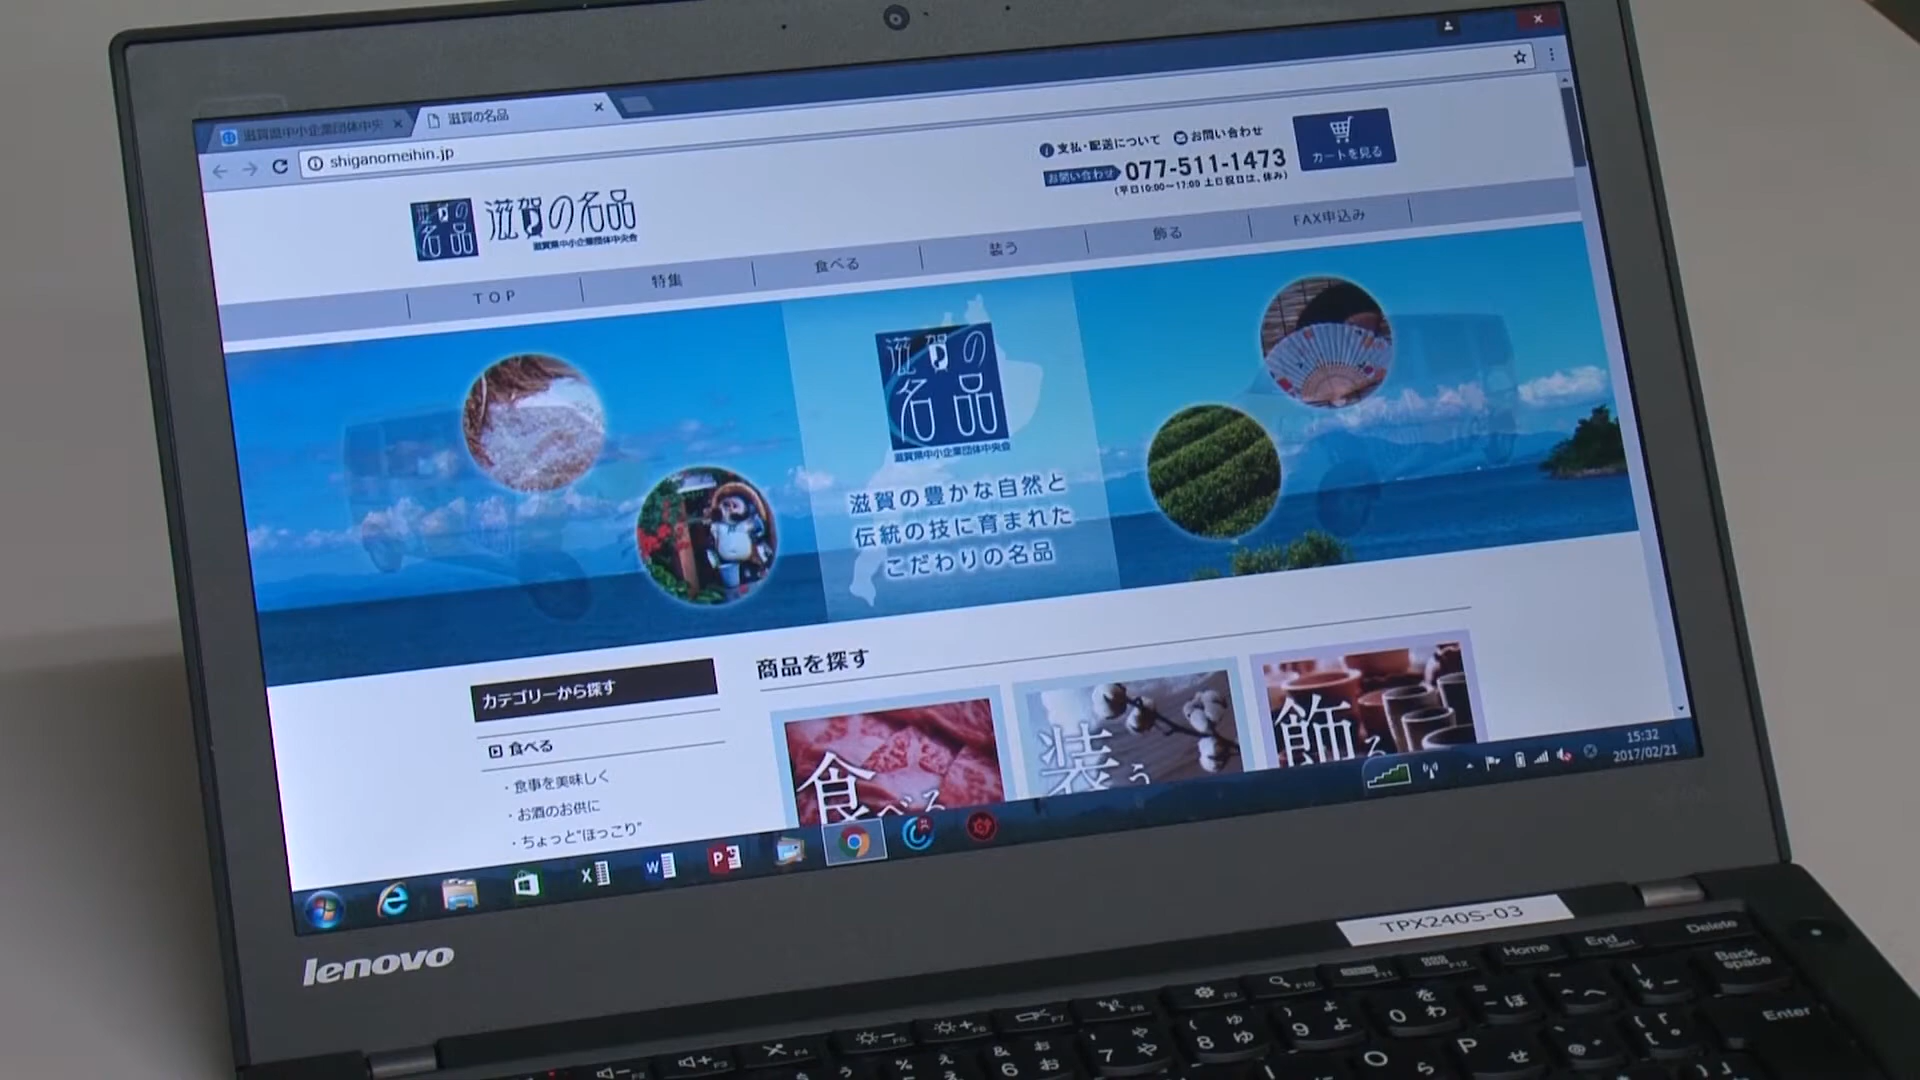 滋賀県中小企業団体中央
滋賀の名品
shiganomeihin.jp
支払・配送について
お問い合わせ
カートを見る
お問い合わせ 077-511-1473
(平日10:00~17:00 土日祝日は、休み)
滋賀の名品
滋賀の名品
滋賀県中小企業団体中央会
TOP
特集
食べる
装う
飾る
FAX申込み
滋賀の
名品
滋賀県中小企業団体中央会
滋賀の豊かな自然と
伝統の技に育まれた
こだわりの名品
カテゴリーから探す
食べる
・食事を美味しく
・お酒のお供に
・ちょっと"ほっこり"
商品を探す
食べる
装う
飾る
15:32
2017/02/21
lenovo
TPX240S-03
Home
End
Insert
Delete
Back
space
Enter